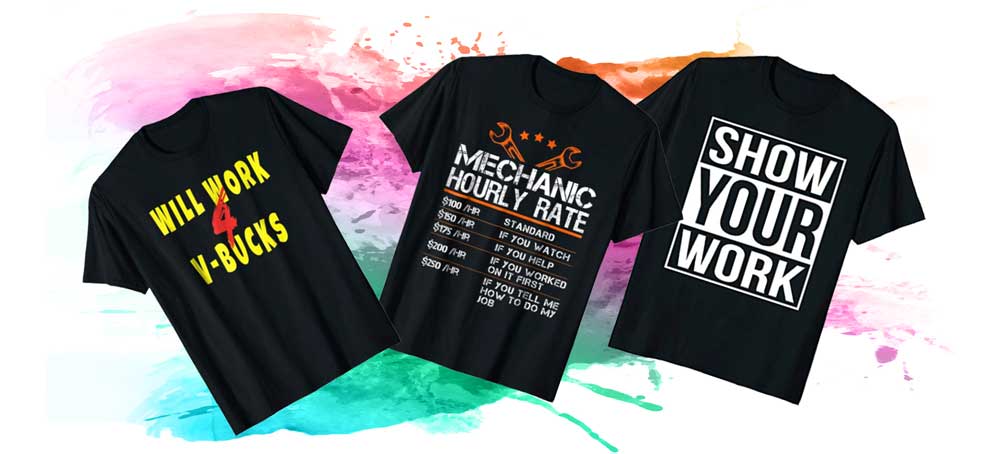 WILL WORK
4
V-BUCKS
MECHANIC
HOURLY RATE
$100 /HR STANDARD
$150 /HR IF YOU WATCH
$175 /HR IF YOU HELP
$200 /HR IF YOU WORKED
ON IT FIRST
$250 /HR IF YOU TELL ME
HOW TO DO MY
JOB
SHOW
YOUR
WORK